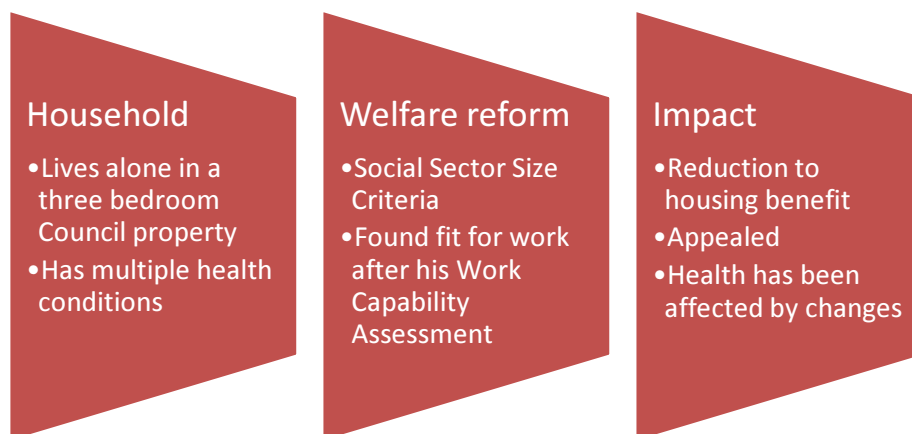 Household
•Lives alone in a
three bedroom
Council property
•Has multiple health
conditions
Welfare reform
•Social Sector Size
Criteria
•Found fit for work
after his Work
Capability
Assessment
Impact
•Reduction to
housing benefit
•Appealed
•Health has been
affected by changes